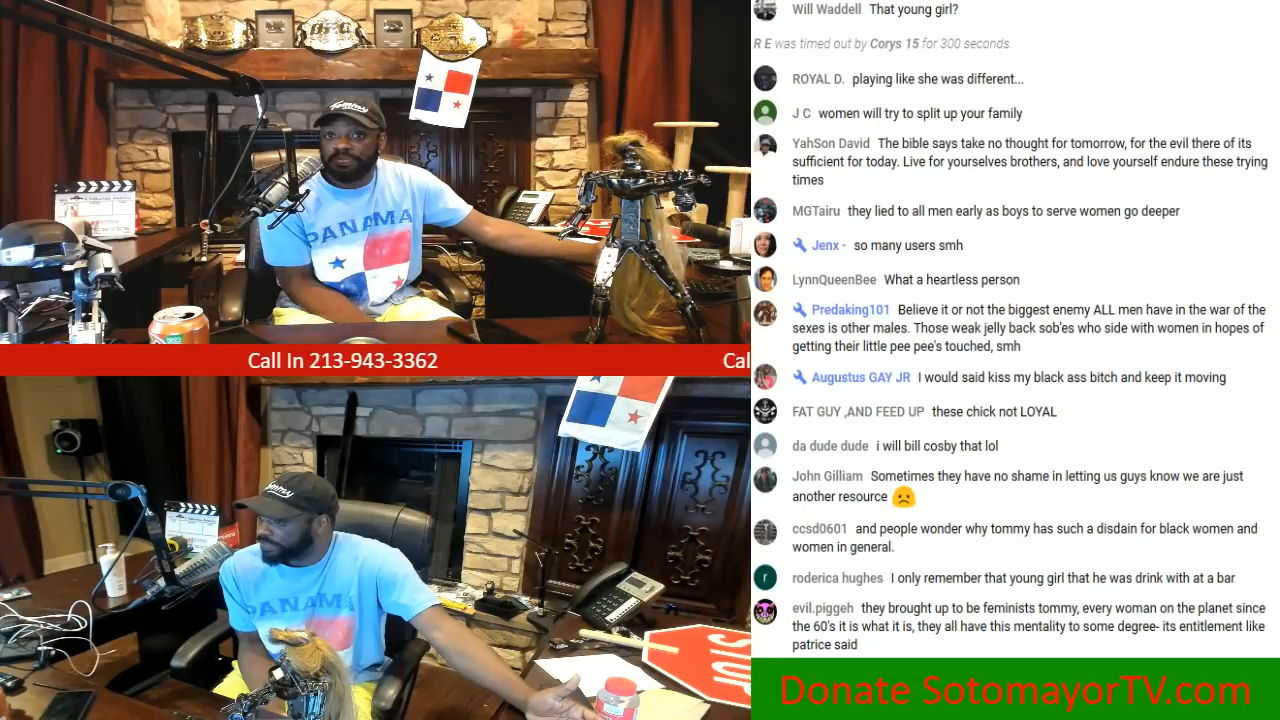 Tommy
PANAMA
Call In 213-943-3362
Cal
Tommy
PANAMA
STOP
Will Waddell That young girl?
R E was timed out by Corys 15 for 300 seconds.
ROYAL D. playing like she was different...
J C women will try to split up your family
YahSon David The bible says take no thought for tomorrow, for the evil there of its
sufficient for today. Live for yourselves brothers, and love yourself endure these trying
times
MGTairu they lied to all men early as boys to serve women go deeper
Jenx - so many users smh
LynnQueenBee What a heartless person
Predaking101 Believe it or not the biggest enemy ALL men have in the war of the
sexes is other males. Those weak jelly back sob'es who side with women in hopes of
getting their little pee pee's touched, smh
Augustus GAY JR I would said kiss my black ass bitch and keep it moving
FAT GUY ,AND FEED UP these chick not LOYAL
da dude dude i will bill cosby that lol
John Gilliam Sometimes they have no shame in letting us guys know we are just
another resource
ccsd0601 and people wonder why tommy has such a disdain for black women and
women in general.
r
roderica hughes I only remember that young girl that he was drink with at a bar
evil.piggeh they brought up to be feminists tommy, every woman on the planet since
the 60's it is what it is, they all have this mentality to some degree- its entitlement like
patrice said
Donate SotomayorTV.com